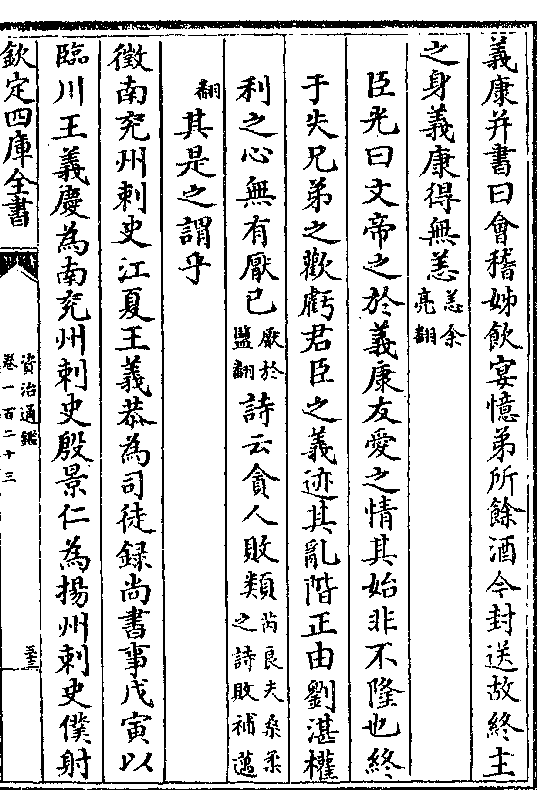 義康并書曰會稽姊飲宴憶弟所餘酒今封送故終主
之身義康得無恙恙余亮翻
臣光曰文帝之於義康友愛之情其始非不隆也終
于失兄弟之歡虧君臣之義迹其亂階正由劉湛權
利之心無有厭已厭於鹽翻詩云貪人敗類芮良夫桑柔之詩敗補邁
翻其是之謂乎
徵南兖州刺史江夏王義恭為司徒録尚書事戊寅以
臨川王義慶為南兖州刺史殷景仁為揚州刺史僕射
欽定四庫全書
資治通鑑
卷一百二十三